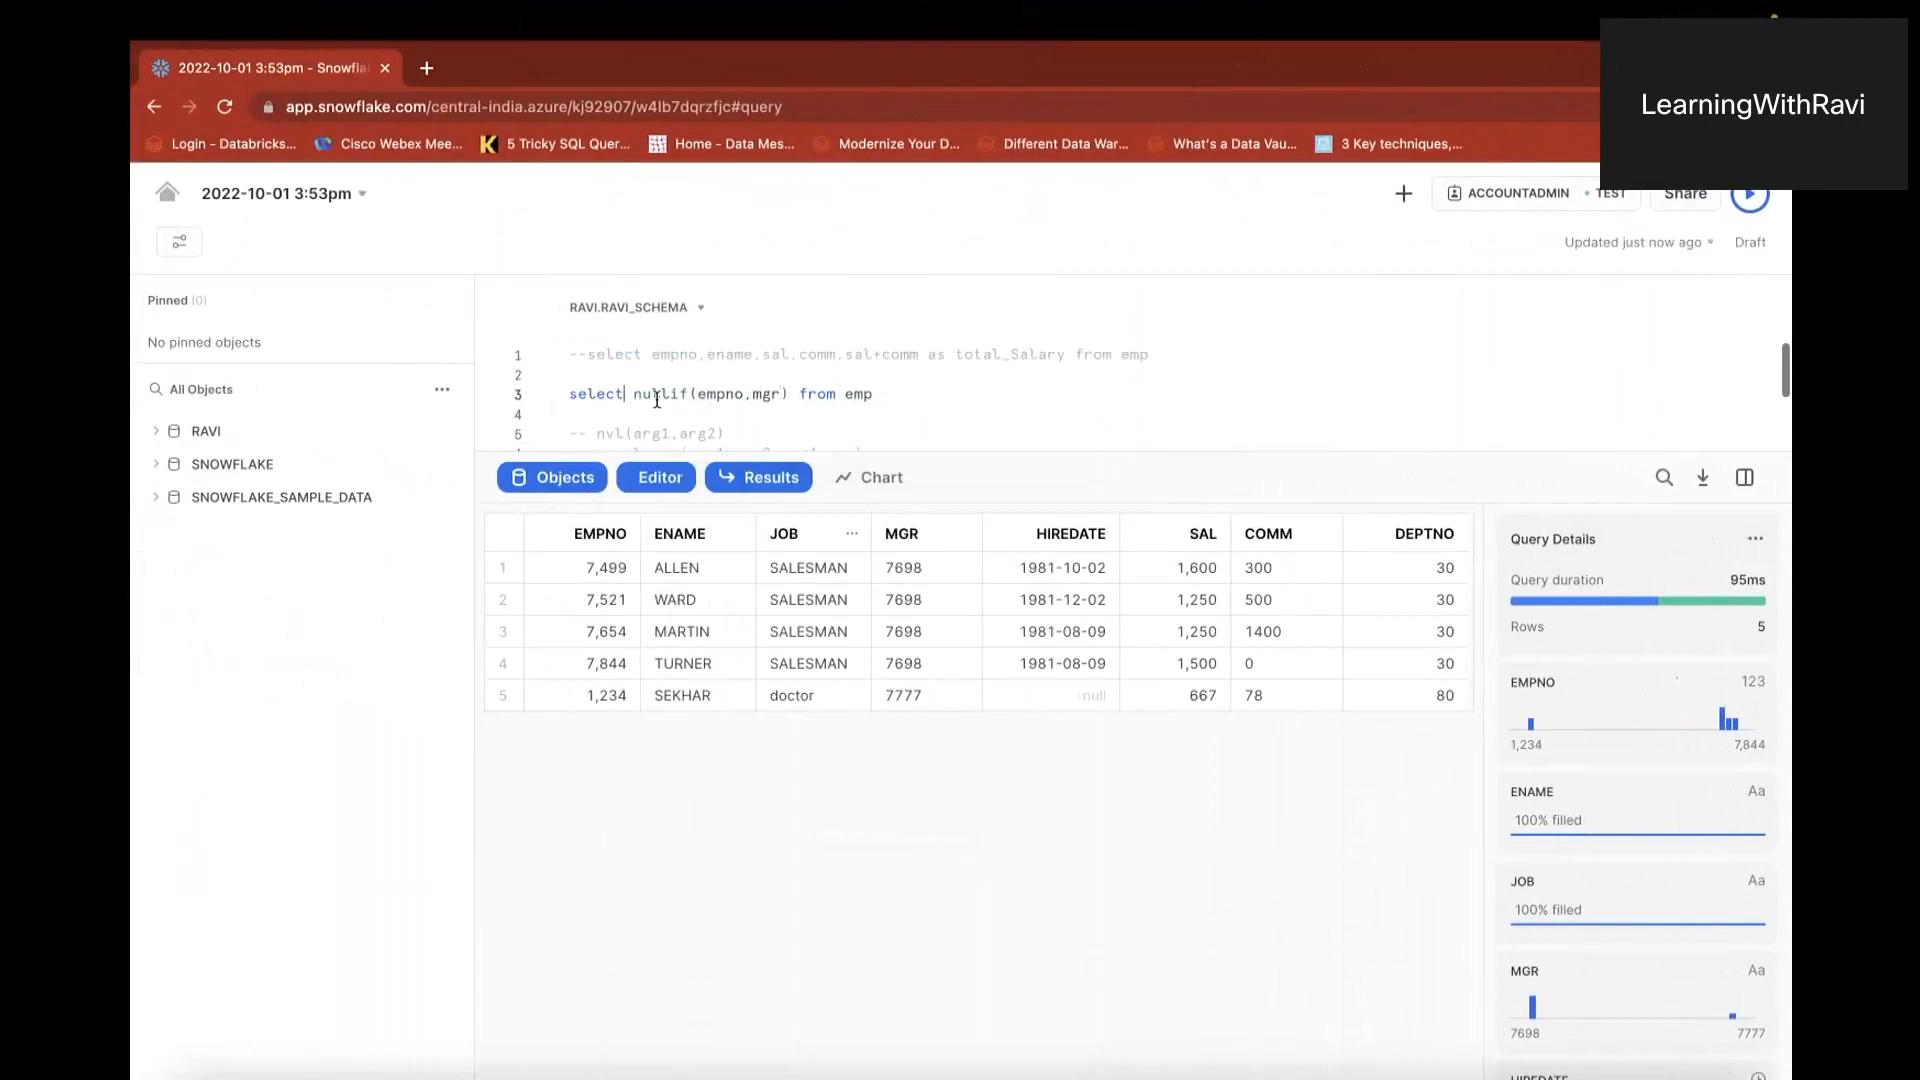 LearningWithRavi
2022-10-01 3:53pm - Snowfla
app.snowflake.com/central-india.azure/kj92907/w4lb7dqrzfjc#query
Login - Databricks... Cisco Webex Mee... 5 Tricky SQL Quer... Home - Data Mes... Modernize Your D... Different Data War... What's a Data Vau... 3 Key techniques,...
2022-10-01 3:53pm
ACCOUNTADMIN • TEST Share
Updated just now ago Draft
Pinned (0)
No pinned objects
All Objects
RAVI
SNOWFLAKE
SNOWFLAKE_SAMPLE_DATA
RAVI.RAVI_SCHEMA
1 --select empno,ename,sal,comm,sal+comm as total_Salary from emp
2
3 select nullif(empno,mgr) from emp
4
5 -- nvl(arg1,arg2)
Objects Editor Results Chart
EMPNO ENAME JOB ... MGR HIREDATE SAL COMM DEPTNO
1 7,499 ALLEN SALESMAN 7698 1981-10-02 1,600 300 30
2 7,521 WARD SALESMAN 7698 1981-12-02 1,250 500 30
3 7,654 MARTIN SALESMAN 7698 1981-08-09 1,250 1400 30
4 7,844 TURNER SALESMAN 7698 1981-08-09 1,500 0 30
5 1,234 SEKHAR doctor 7777 null 667 78 80
Query Details ...
Query duration 95ms
Rows 5
EMPNO 123
1,234 7,844
ENAME Aa
100% filled
JOB Aa
100% filled
MGR Aa
7698 7777
HIREDATE